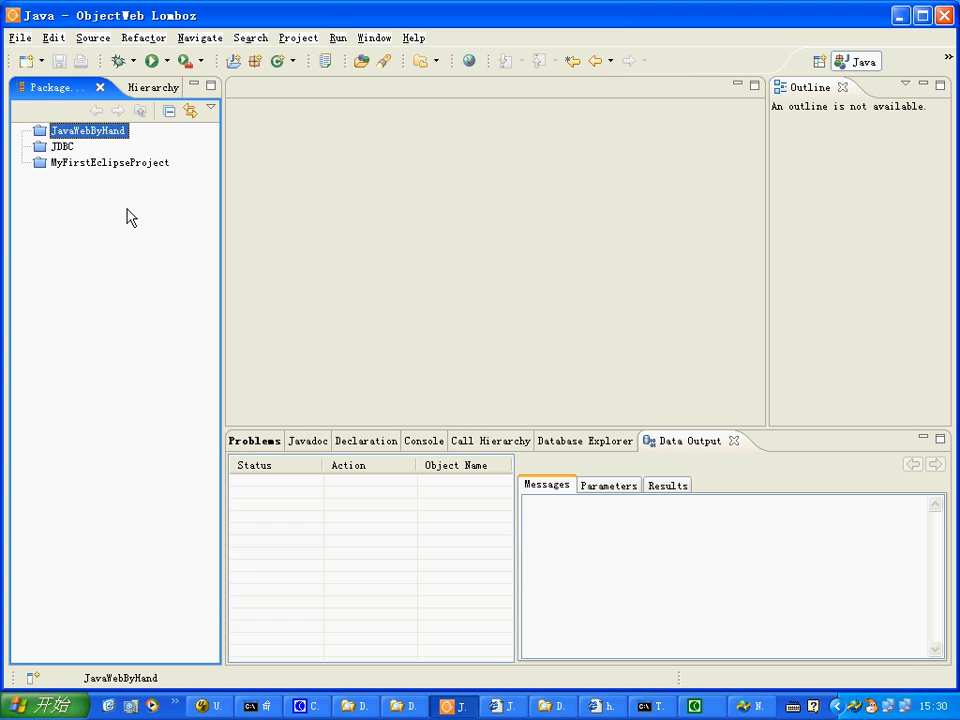 Java - ObjectWeb Lomboz
File Edit Source Refactor Navigate Search Project Run Window Help
Java
»
Package...
Hierarchy
Outline
An outline is not available.
JavaWebByHand
JDBC
MyFirstEclipseProject
Problems Javadoc Declaration Console Call Hierarchy Database Explorer Data Output
Status Action Object Name
Messages Parameters Results
JavaWebByHand
开始 » U. C. D. D. J. J. D. h. T. N. 15:30